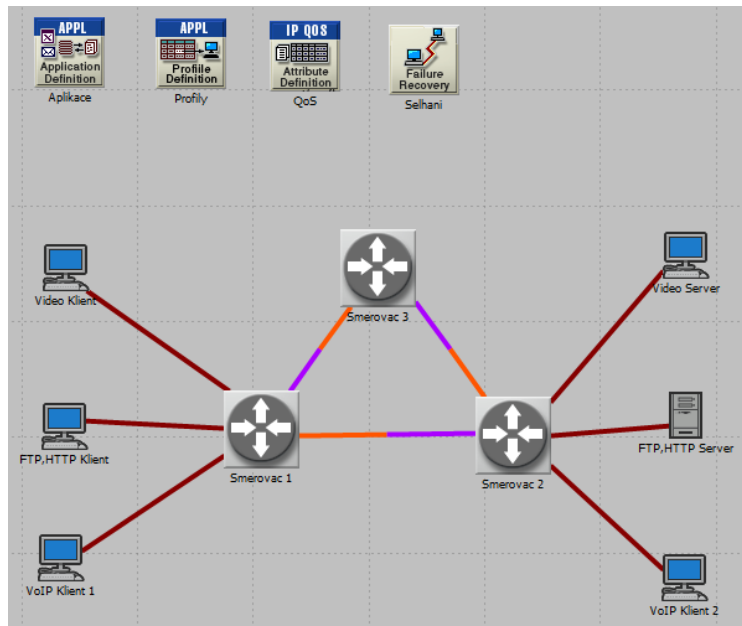 APPL
Application
Definition
Aplikace
APPL
Profile
Definition
Profily
IP QOS
Attribute
Definition
QoS
Failure
Recovery
Selhani
Video Klient
Smerovac 3
Video Server
FTP,HTTP Klient
Smerovac 1
Smerovac 2
FTP,HTTP Server
VoIP Klient 1
VoIP Klient 2